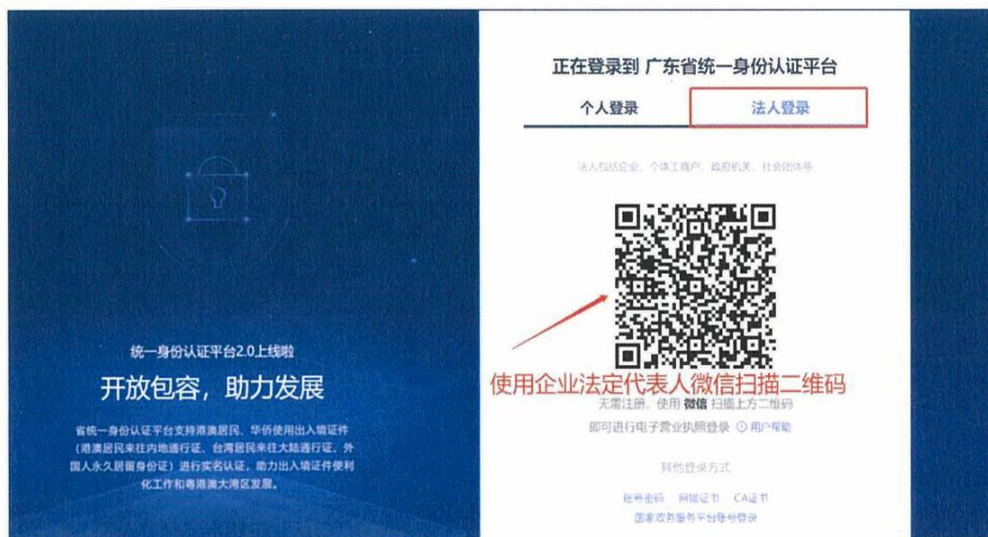 统一身份认证平台2.0上线啦
开放包容，助力发展
省统一身份认证平台支持港澳居民、华侨使用出入境证件
（港澳居民来往内地通行证、台湾居民来往大陆通行证、外
国人永久居留身份证）进行实名认证，助力出入境证件便利
化工作和粤港澳大湾区发展。
正在登录到 广东省统一身份认证平台
个人登录 法人登录
法人包括企业、个体工商户、政府机关、社会团体等
使用企业法定代表人微信扫描二维码
无需注册，使用 微信 扫描上方二维码
即可进行电子营业执照登录 用户帮助
其他登录方式
账号密码 网银证书 CA证书
国家政务服务平台账号登录